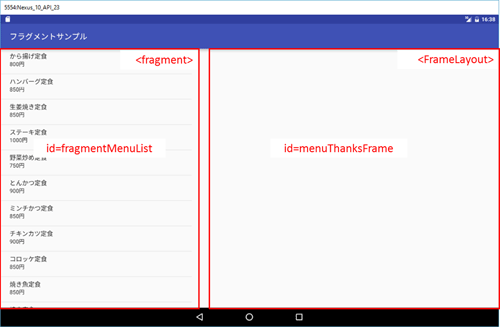 5554:Nexus_10_API_23
16:38
フラグメントサンプル
<fragment>
<FrameLayout>
から揚げ定食
800円
ハンバーグ定食
850円
生姜焼き定食
850円
ステーキ定食
1000円
id=fragmentMenuList
id=menuThanksFrame
野菜炒め定食
750円
とんかつ定食
900円
ミンチかつ定食
850円
チキンカツ定食
900円
コロッケ定食
850円
焼き魚定食
850円